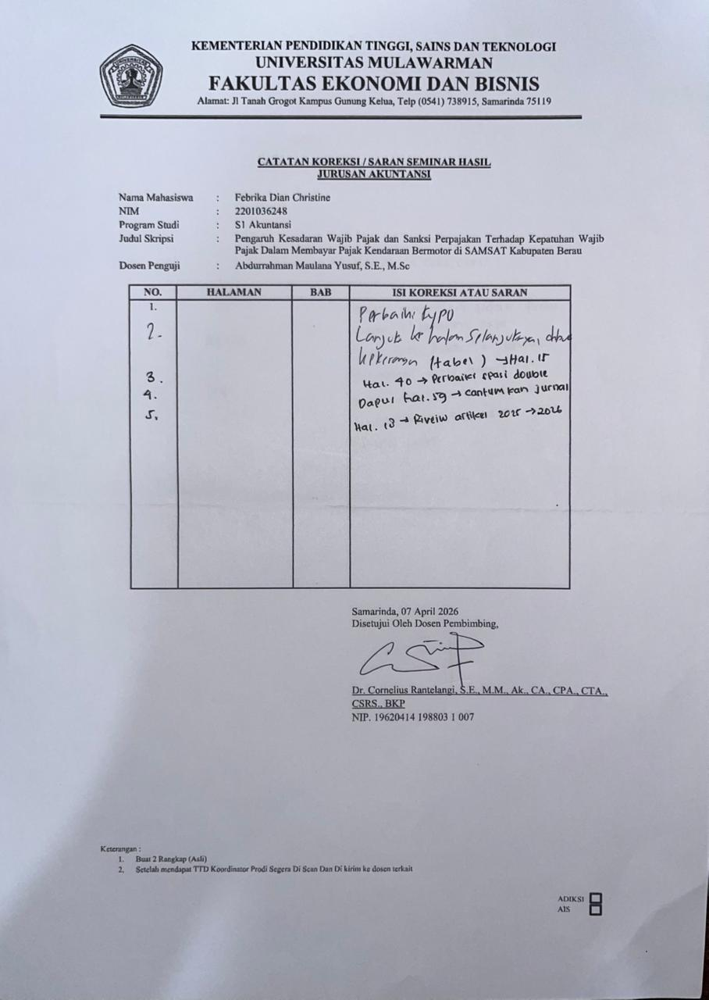 KEMENTERIAN PENDIDIKAN TINGGI, SAINS DAN TEKNOLOGI
UNIVERSITAS MULAWARMAN
FAKULTAS EKONOMI DAN BISNIS
Alamat: Jl Tanah Grogot Kampus Gunung Kelua, Telp (0541) 738915, Samarinda 75119
CATATAN KOREKSI / SARAN SEMINAR HASIL
JURUSAN AKUNTANSI
Nama Mahasiswa : Febrika Dian Christine
NIM : 2201036248
Program Studi : S1 Akuntansi
Judul Skripsi : Pengaruh Kesadaran Wajib Pajak dan Sanksi Perpajakan Terhadap Kepatuhan Wajib
Pajak Dalam Membayar Pajak Kendaraan Bermotor di SAMSAT Kabupaten Berau
Dosen Penguji : Abdurrahman Maulana Yusuf, S.E., M.Sc
NO. HALAMAN BAB ISI KOREKSI ATAU SARAN
1. Perbaiki typo
2. Lanjut ke halam Selanjutnya,
(tabel) → Hal. 15
3. Hal. 40 → Perbaiki spasi double
4. Dapus hal. 59 → cantumkan jurnal
5. Hal. 13 → Riveiw artikel 2025 → 2026
Samarinda, 07 April 2026
Disetujui Oleh Dosen Pembimbing,
Dr. Cornelius Rantelangi, S.E., M.M., Ak., CA., CPA., CTA.,
CSRS., BKP
NIP. 19620414 198803 1 007
Keterangan :
1. Buat 2 Rangkap (Asli)
2. Setelah mendapat TTD Koordinator Prodi Segera Di Scan Dan Di kirim ke dosen terkait
ADIKSI
AIS